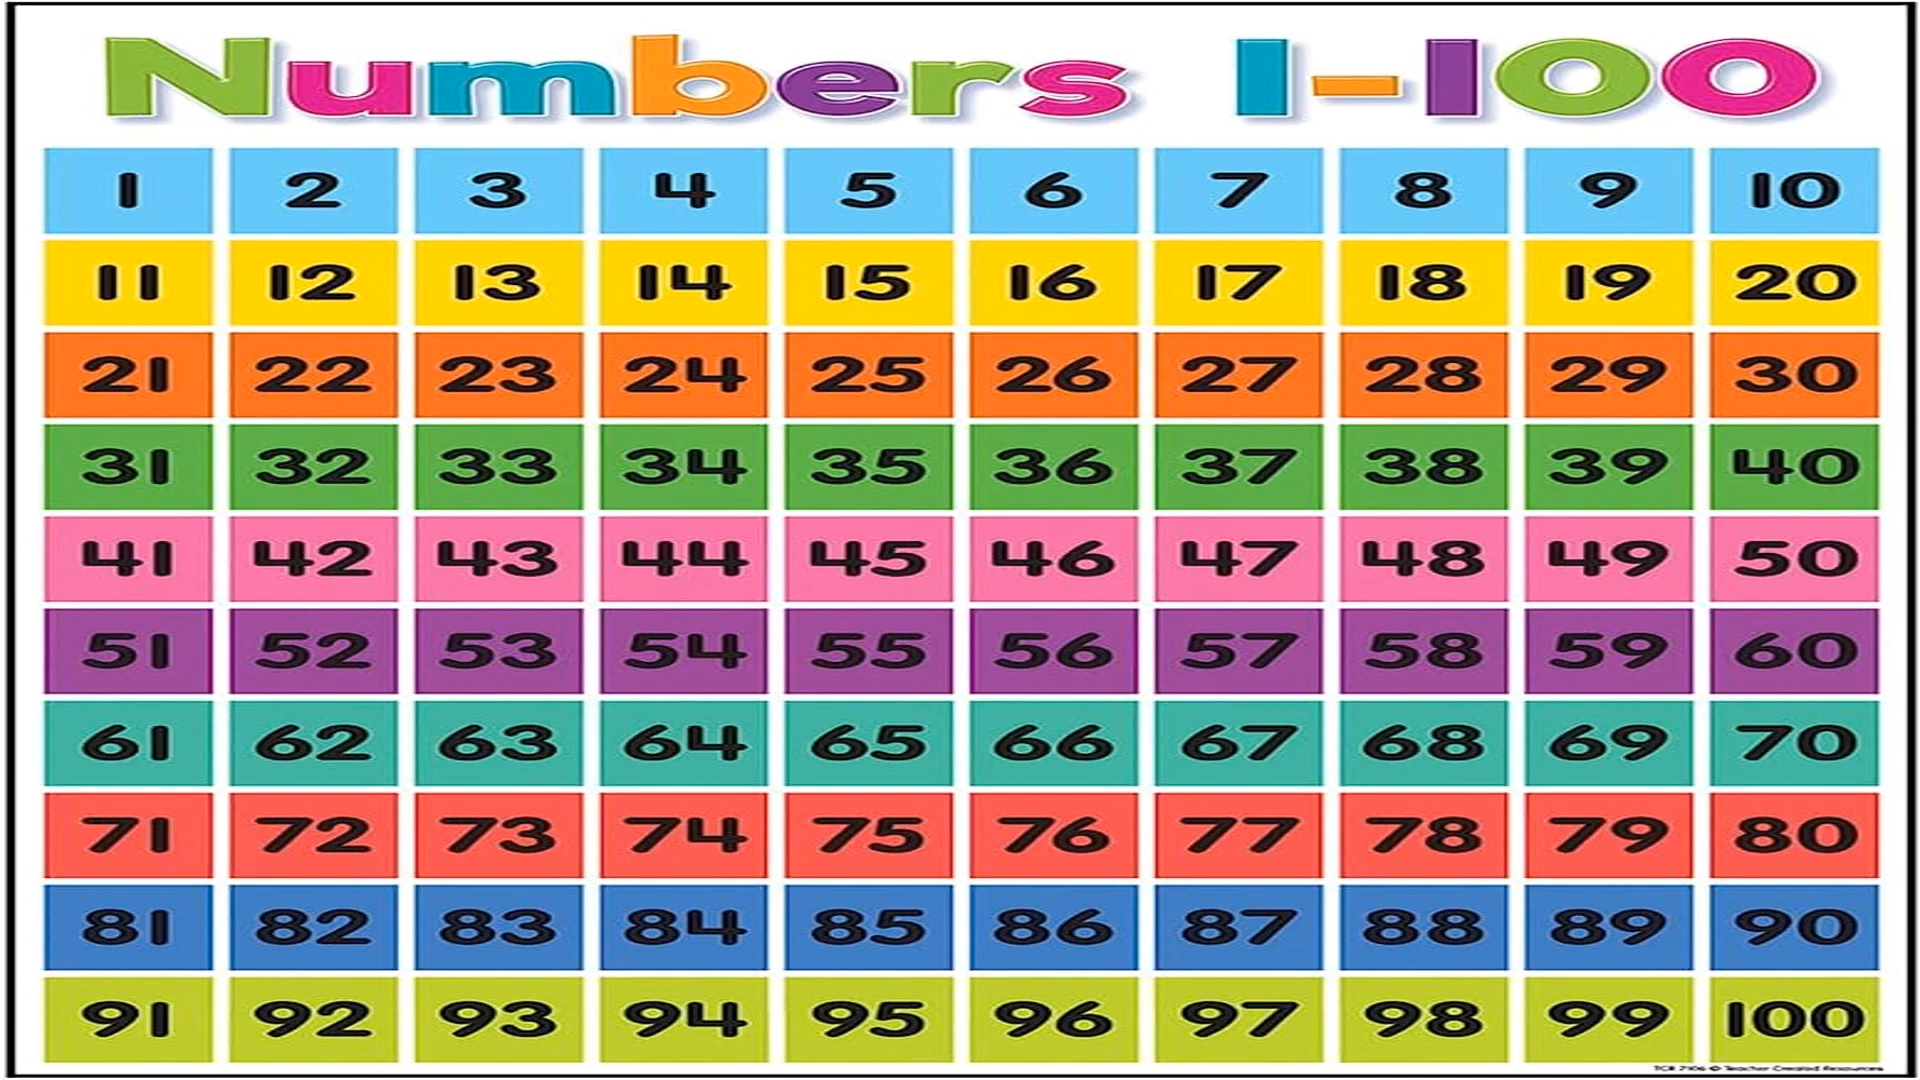 Numbers 1-100
1 2 3 4 5 6 7 8 9 10
11 12 13 14 15 16 17 18 19 20
21 22 23 24 25 26 27 28 29 30
31 32 33 34 35 36 37 38 39 40
41 42 43 44 45 46 47 48 49 50
51 52 53 54 55 56 57 58 59 60
61 62 63 64 65 66 67 68 69 70
71 72 73 74 75 76 77 78 79 80
81 82 83 84 85 86 87 88 89 90
91 92 93 94 95 96 97 98 99 100
© Teacher Created Resources